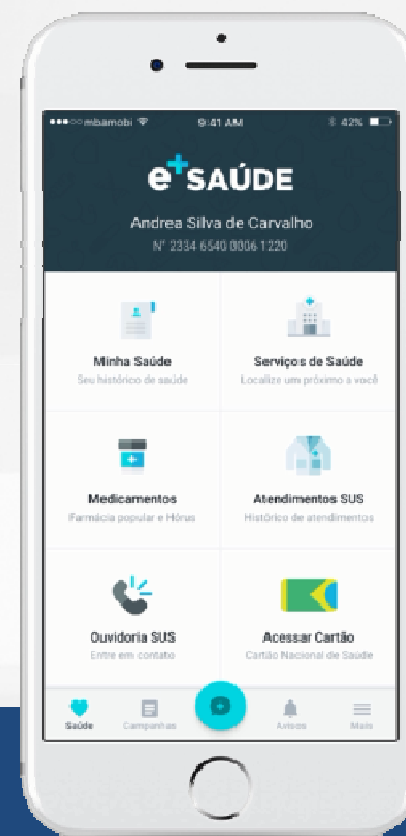 mbamobi 9:41 AM 42%
e+SAÚDE
Andrea Silva de Carvalho
N° 2334 6540 0006 1220
Minha Saúde
Seu histórico de saúde
Serviços de Saúde
Localize um próximo a você
Medicamentos
Farmácia popular e Hórus
Atendimentos SUS
Histórico de atendimentos
Ouvidoria SUS
Entre em contato
Acessar Cartão
Cartão Nacional de Saúde
Saúde Campanhas Avisos Mais